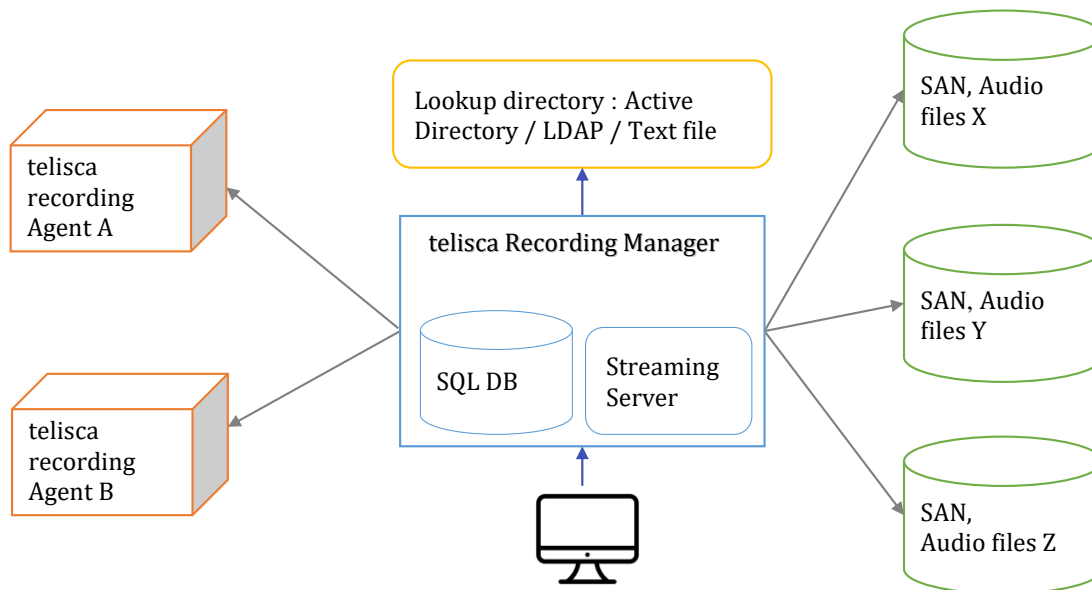 Lookup directory : Active
Directory / LDAP / Text file
telisca
recording
Agent A
telisca
recording
Agent B
telisca Recording Manager
SQL DB
Streaming
Server
SAN, Audio
files X
SAN, Audio
files Y
SAN,
Audio files Z